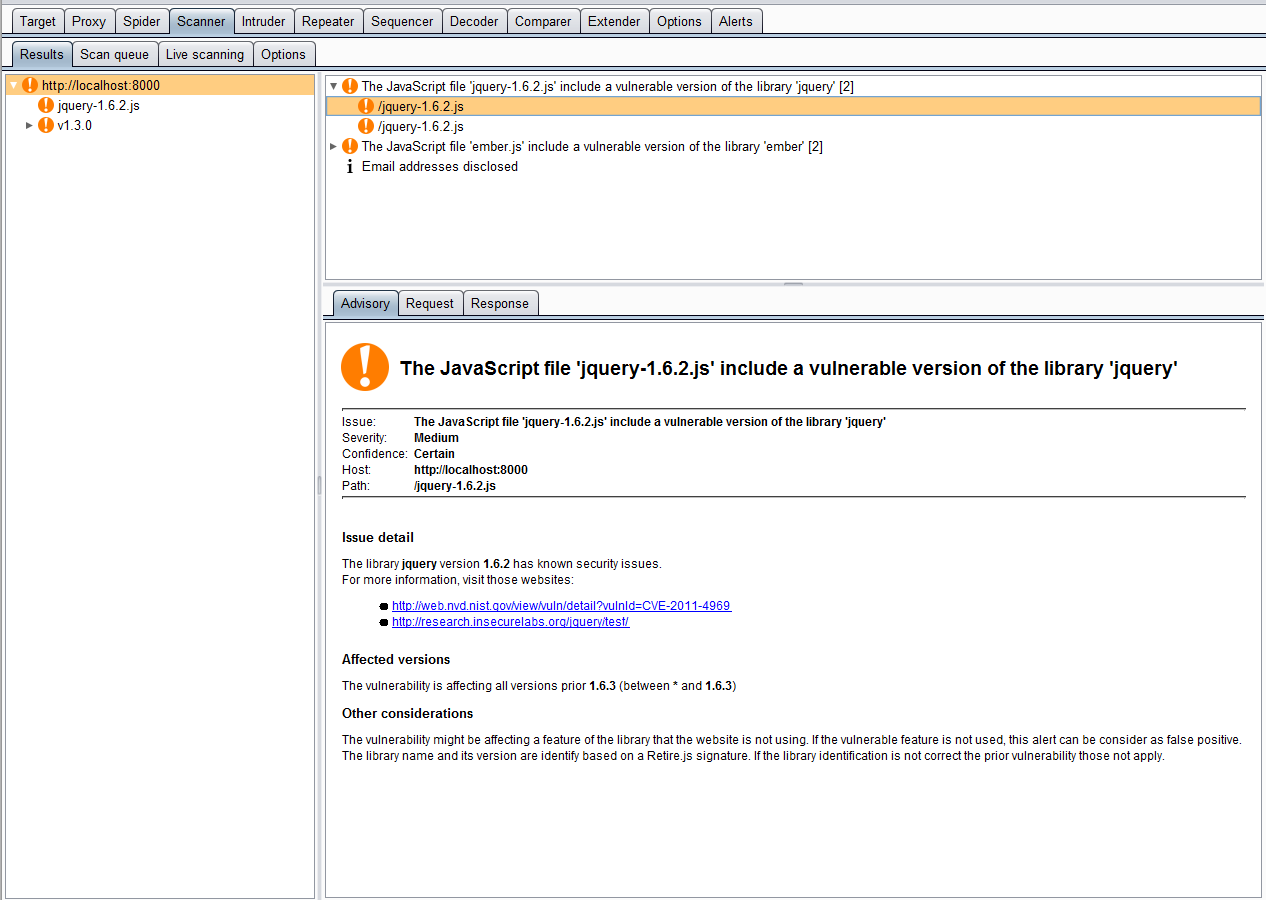 Target Proxy Spider Scanner Intruder Repeater Sequencer Decoder Comparer Extender Options Alerts
Results Scan queue Live scanning Options
http://localhost:8000
jquery-1.6.2.js
v1.3.0
The JavaScript file 'jquery-1.6.2.js' include a vulnerable version of the library 'jquery' [2]
/jquery-1.6.2.js
/jquery-1.6.2.js
The JavaScript file 'ember.js' include a vulnerable version of the library 'ember' [2]
Email addresses disclosed
Advisory Request Response
The JavaScript file 'jquery-1.6.2.js' include a vulnerable version of the library 'jquery'
Issue: The JavaScript file 'jquery-1.6.2.js' include a vulnerable version of the library 'jquery'
Severity: Medium
Confidence: Certain
Host: http://localhost:8000
Path: /jquery-1.6.2.js
Issue detail
The library jquery version 1.6.2 has known security issues.
For more information, visit those websites:
http://web.nvd.nist.gov/view/vuln/detail?vulnId=CVE-2011-4969
http://research.insecurelabs.org/jquery/test/
Affected versions
The vulnerability is affecting all versions prior 1.6.3 (between * and 1.6.3)
Other considerations
The vulnerability might be affecting a feature of the library that the website is not using. If the vulnerable feature is not used, this alert can be consider as false positive.
The library name and its version are identify based on a Retire.js signature. If the library identification is not correct the prior vulnerability those not apply.